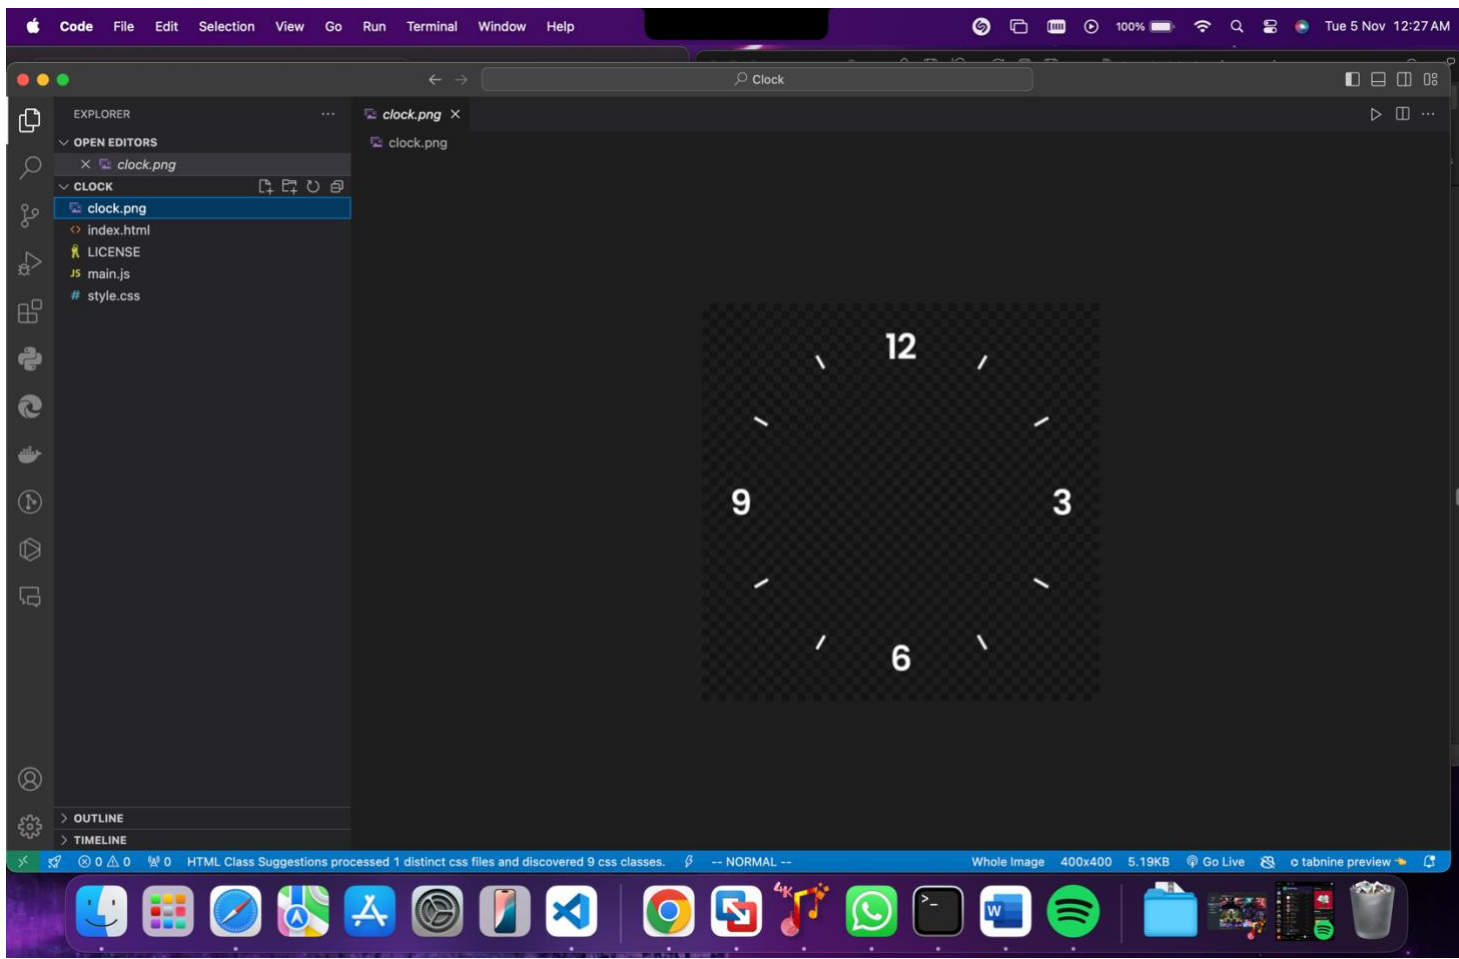 Code File Edit Selection View Go Run Terminal Window Help 100% Tue 5 Nov 12:27 AM
Clock
EXPLORER
clock.png
OPEN EDITORS
clock.png
clock.png
CLOCK
clock.png
index.html
LICENSE
JS main.js
# style.css
12
9 3
6
OUTLINE
TIMELINE
0 0 0 HTML Class Suggestions processed 1 distinct css files and discovered 9 css classes. -- NORMAL -- Whole Image 400x400 5.19KB Go Live tabnine preview
4K
W